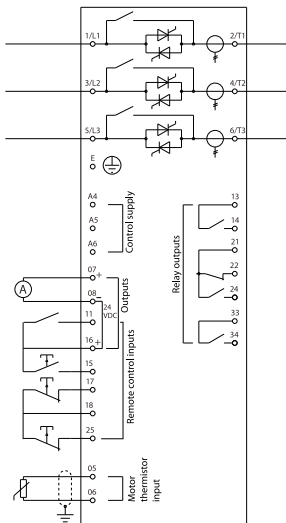 1/L1
2/T1
3/L2
4/T2
5/L3
6/T3
E
A4
A5
A6
Control supply
13
14
21
22
24
33
34
Relay outputs
07 +
A
08 –
24 VDC
Outputs
11
16 +
15
17
18
25
Remote control inputs
05
06
Motor
thermistor
input